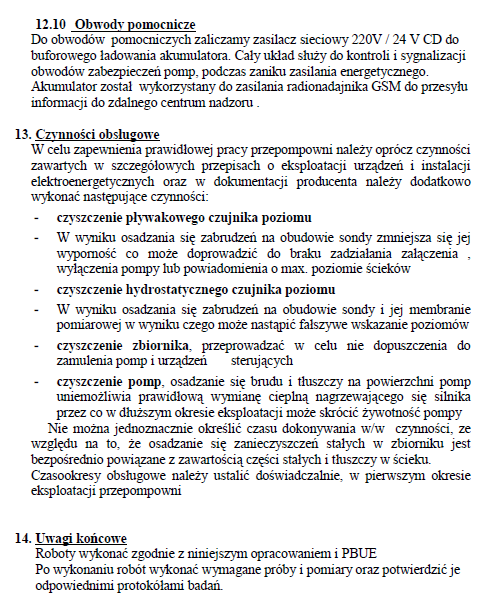 12.10 Obwody pomocnicze
Do obwodów pomocniczych zaliczamy zasilacz sieciowy 220V / 24 V CD do
buforowego ładowania akumulatora. Cały układ służy do kontroli i sygnalizacji
obwodów zabezpieczeń pomp, podczas zaniku zasilania energetycznego.
Akumulator został wykorzystany do zasilania radionadajnika GSM do przesyłu
informacji do zdalnego centrum nadzoru .
13. Czynności obsługowe
W celu zapewnienia prawidłowej pracy przepompowni należy oprócz czynności
zawartych w szczegółowych przepisach o eksploatacji urządzeń i instalacji
elektroenergetycznych oraz w dokumentacji producenta należy dodatkowo
wykonać następujące czynności:
- czyszczenie pływakowego czujnika poziomu
- W wyniku osadzania się zabrudzeń na obudowie sondy zmniejsza się jej
wyporność co może doprowadzić do braku zadziałania załączenia ,
wyłączenia pompy lub powiadomienia o max. poziomie ścieków
- czyszczenie hydrostatycznego czujnika poziomu
- W wyniku osadzania się zabrudzeń na obudowie sondy i jej membranie
pomiarowej w wyniku czego może nastąpić fałszywe wskazanie poziomów
- czyszczenie zbiornika, przeprowadzać w celu nie dopuszczenia do
zamulenia pomp i urządzeń sterujących
- czyszczenie pomp, osadzanie się brudu i tłuszczy na powierzchni pomp
uniemożliwia prawidłową wymianę cieplną nagrzewającego się silnika
przez co w dłuższym okresie eksploatacji może skrócić żywotność pompy
Nie można jednoznacznie określić czasu dokonywania w/w czynności, ze
względu na to, że osadzanie się zanieczyszczeń stałych w zbiorniku jest
bezpośrednio powiązane z zawartością części stałych i tłuszczy w ścieku.
Czasookresy obsługowe należy ustalić doświadczalnie, w pierwszym okresie
eksploatacji przepompowni
14. Uwagi końcowe
Roboty wykonać zgodnie z niniejszym opracowaniem i PBUE
Po wykonaniu robót wykonać wymagane próby i pomiary oraz potwierdzić je
odpowiednimi protokółami badań.